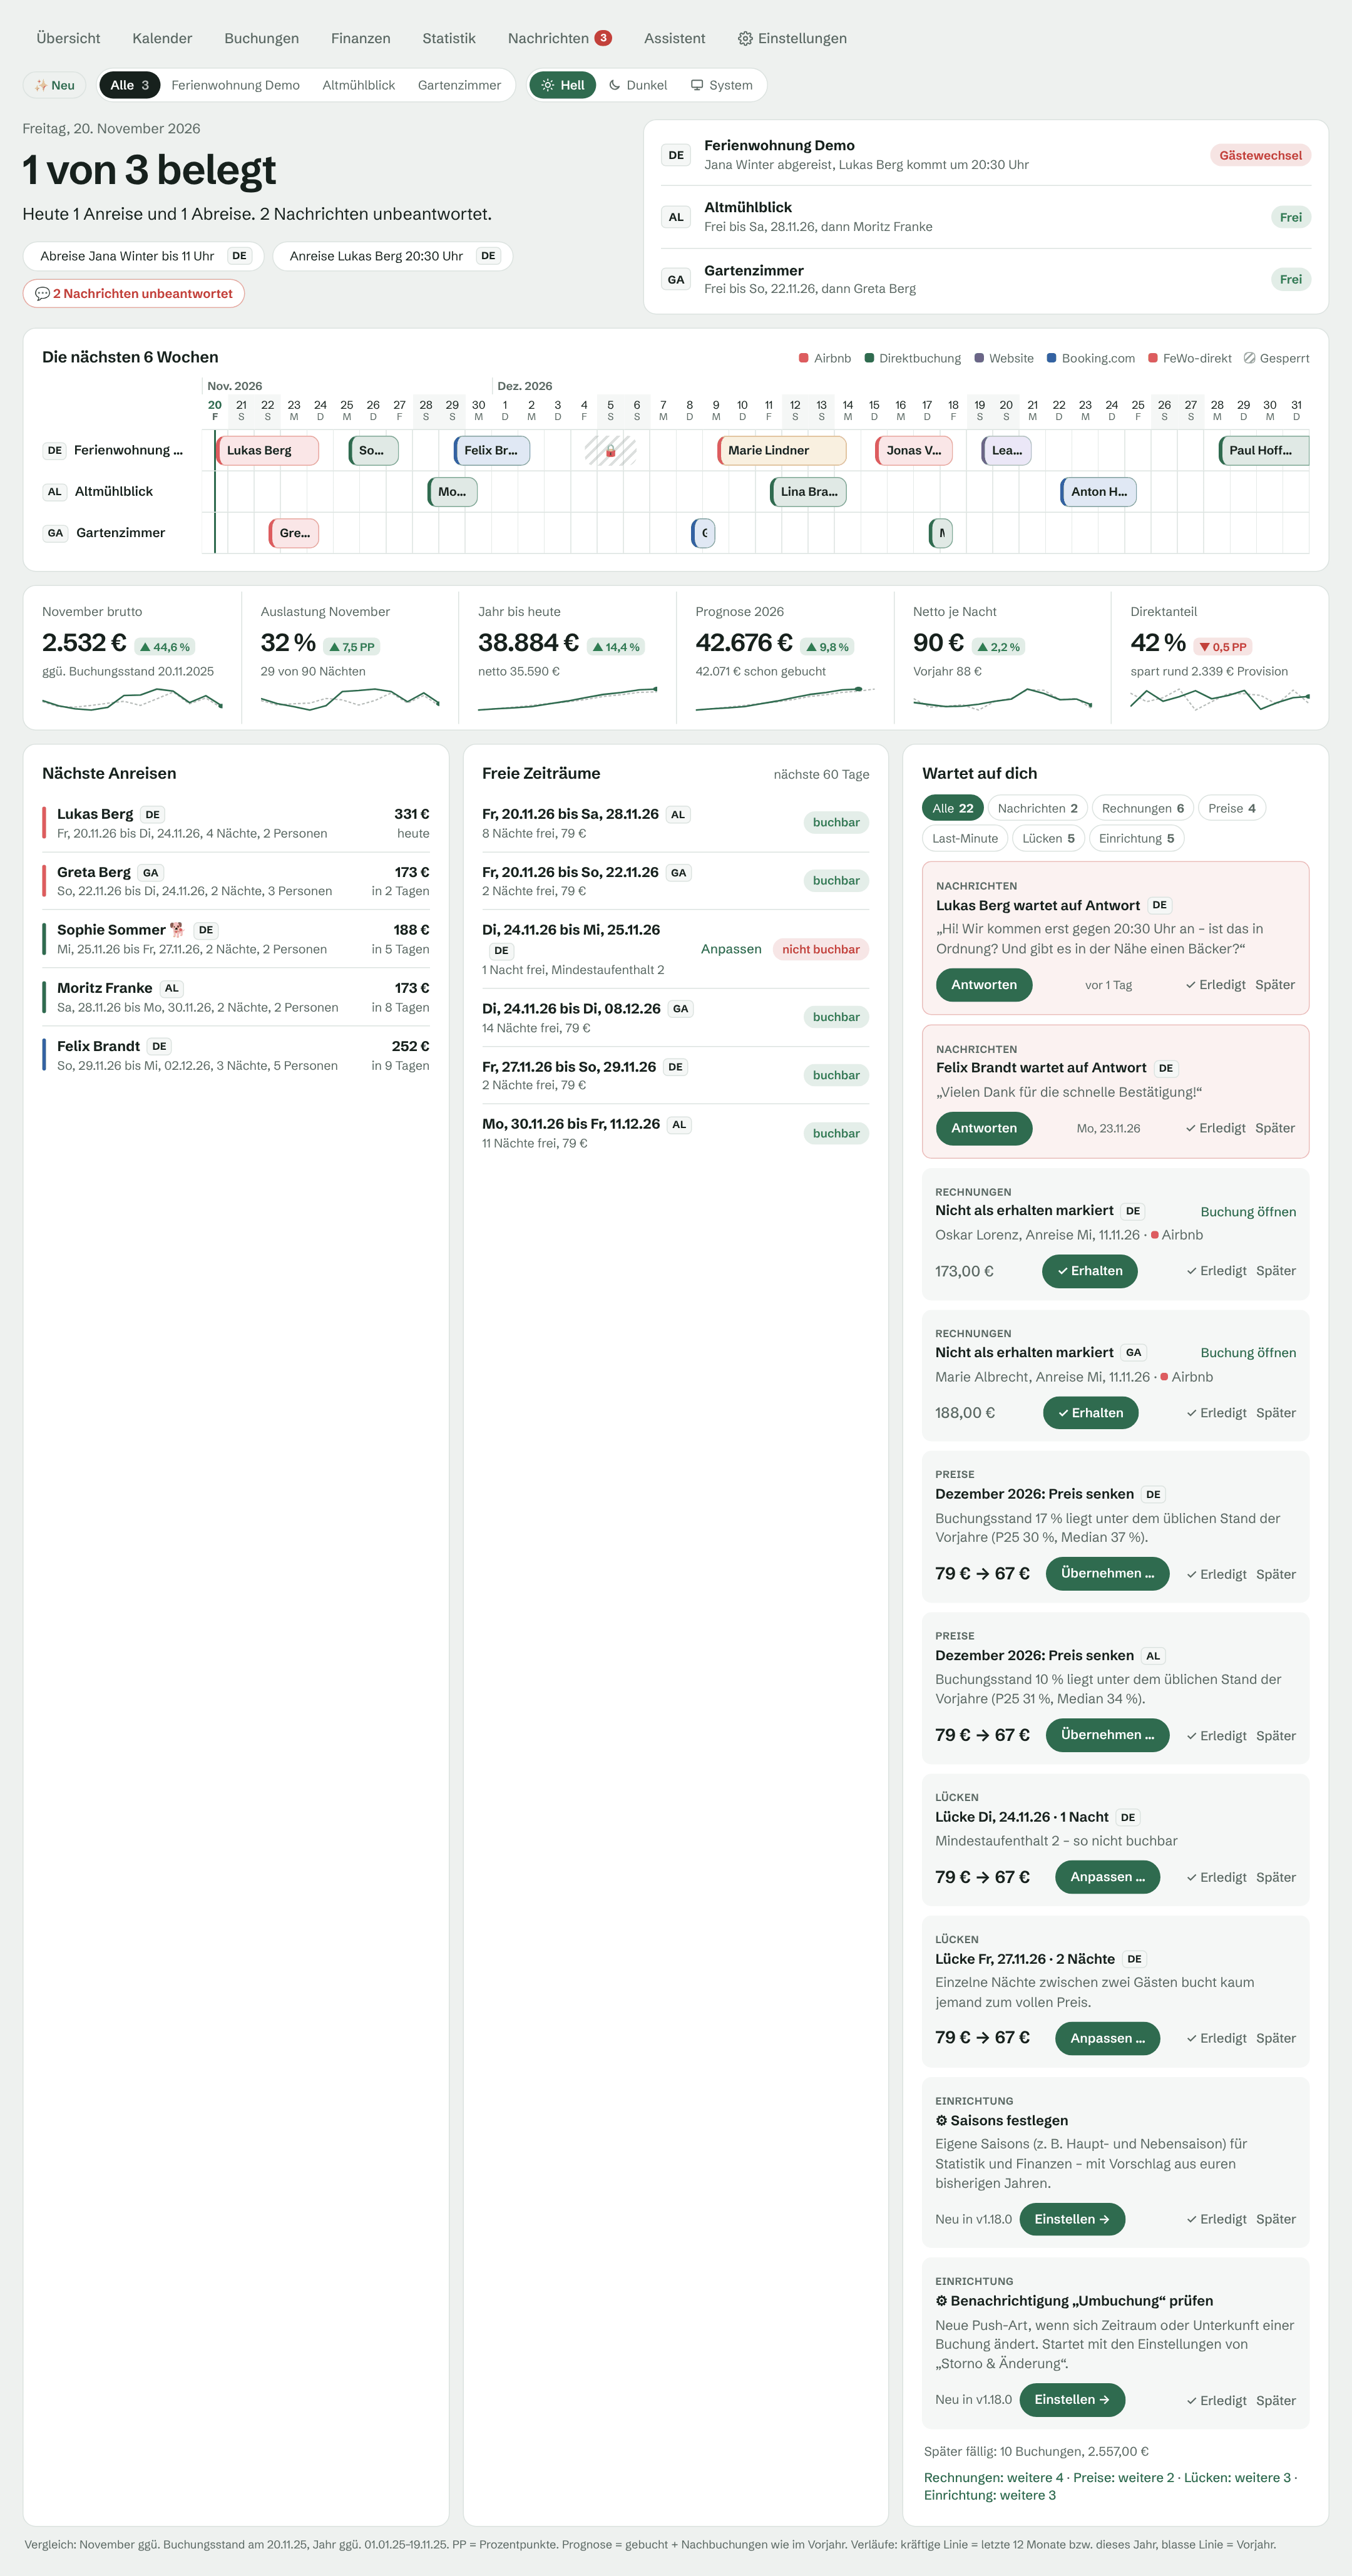 Übersicht Kalender Buchungen Finanzen Statistik Nachrichten 3 Assistent Einstellungen
✨ Neu Alle 3 Ferienwohnung Demo Altmühlblick Gartenzimmer Hell Dunkel System
Freitag, 20. November 2026
1 von 3 belegt
Heute 1 Anreise und 1 Abreise. 2 Nachrichten unbeantwortet.
Abreise Jana Winter bis 11 Uhr DE Anreise Lukas Berg 20:30 Uhr DE
💬 2 Nachrichten unbeantwortet
DE Ferienwohnung Demo
Jana Winter abgereist, Lukas Berg kommt um 20:30 Uhr
Gästewechsel
AL Altmühlblick
Frei bis Sa, 28.11.26, dann Moritz Franke
Frei
GA Gartenzimmer
Frei bis So, 22.11.26, dann Greta Berg
Frei
Die nächsten 6 Wochen
Airbnb Direktbuchung Website Booking.com FeWo-direkt Gesperrt
Nov. 2026 Dez. 2026
20 21 22 23 24 25 26 27 28 29 30 1 2 3 4 5 6 7 8 9 10 11 12 13 14 15 16 17 18 19 20 21 22 23 24 25 26 27 28 29 30 31
F S S M D M D F S S M D M D F S S M D M D F S S M D M D F S S M D M D F S S M D M D
DE Ferienwohnung ... Lukas Berg So... Felix Br... Marie Lindner Jonas V... Lea... Paul Hoff...
AL Altmühlblick Mo... Lina Bra... Anton H...
GA Gartenzimmer Gre...
November brutto
2.532 € ▲ 44,6 %
ggü. Buchungsstand 20.11.2025
Auslastung November
32 % ▲ 7,5 PP
29 von 90 Nächten
Jahr bis heute
38.884 € ▲ 14,4 %
netto 35.590 €
Prognose 2026
42.676 € ▲ 9,8 %
42.071 € schon gebucht
Netto je Nacht
90 € ▲ 2,2 %
Vorjahr 88 €
Direktanteil
42 % ▼ 0,5 PP
spart rund 2.339 € Provision
Nächste Anreisen
Lukas Berg DE 331 €
Fr, 20.11.26 bis Di, 24.11.26, 4 Nächte, 2 Personen heute
Greta Berg GA 173 €
So, 22.11.26 bis Di, 24.11.26, 2 Nächte, 3 Personen in 2 Tagen
Sophie Sommer 🐕 DE 188 €
Mi, 25.11.26 bis Fr, 27.11.26, 2 Nächte, 2 Personen in 5 Tagen
Moritz Franke AL 173 €
Sa, 28.11.26 bis Mo, 30.11.26, 2 Nächte, 2 Personen in 8 Tagen
Felix Brandt DE 252 €
So, 29.11.26 bis Mi, 02.12.26, 3 Nächte, 5 Personen in 9 Tagen
Freie Zeiträume nächste 60 Tage
Fr, 20.11.26 bis Sa, 28.11.26 AL
8 Nächte frei, 79 €
buchbar
Fr, 20.11.26 bis So, 22.11.26 GA
2 Nächte frei, 79 €
buchbar
Di, 24.11.26 bis Mi, 25.11.26
DE
1 Nacht frei, Mindestaufenthalt 2
Anpassen nicht buchbar
Di, 24.11.26 bis Di, 08.12.26 GA
14 Nächte frei, 79 €
buchbar
Fr, 27.11.26 bis So, 29.11.26 DE
2 Nächte frei, 79 €
buchbar
Mo, 30.11.26 bis Fr, 11.12.26 AL
11 Nächte frei, 79 €
buchbar
Wartet auf dich
Alle 22 Nachrichten 2 Rechnungen 6 Preise 4
Last-Minute Lücken 5 Einrichtung 5
NACHRICHTEN
Lukas Berg wartet auf Antwort DE
„Hi! Wir kommen erst gegen 20:30 Uhr an – ist das in
Ordnung? Und gibt es in der Nähe einen Bäcker?“
Antworten vor 1 Tag ✓ Erledigt Später
NACHRICHTEN
Felix Brandt wartet auf Antwort DE
„Vielen Dank für die schnelle Bestätigung!“
Antworten Mo, 23.11.26 ✓ Erledigt Später
RECHNUNGEN
Nicht als erhalten markiert DE Buchung öffnen
Oskar Lorenz, Anreise Mi, 11.11.26 · Airbnb
173,00 € ✓ Erhalten ✓ Erledigt Später
RECHNUNGEN
Nicht als erhalten markiert GA Buchung öffnen
Marie Albrecht, Anreise Mi, 11.11.26 · Airbnb
188,00 € ✓ Erhalten ✓ Erledigt Später
PREISE
Dezember 2026: Preis senken DE
Buchungsstand 17 % liegt unter dem üblichen Stand der
Vorjahre (P25 30 %, Median 37 %).
79 € → 67 € Übernehmen ... ✓ Erledigt Später
PREISE
Dezember 2026: Preis senken AL
Buchungsstand 10 % liegt unter dem üblichen Stand der
Vorjahre (P25 31 %, Median 34 %).
79 € → 67 € Übernehmen ... ✓ Erledigt Später
LÜCKEN
Lücke Di, 24.11.26 · 1 Nacht DE
Mindestaufenthalt 2 – so nicht buchbar
79 € → 67 € Anpassen ... ✓ Erledigt Später
LÜCKEN
Lücke Fr, 27.11.26 · 2 Nächte DE
Einzelne Nächte zwischen zwei Gästen bucht kaum
jemand zum vollen Preis.
79 € → 67 € Anpassen ... ✓ Erledigt Später
EINRICHTUNG
⚙ Saisons festlegen
Eigene Saisons (z. B. Haupt- und Nebensaison) für
Statistik und Finanzen – mit Vorschlag aus euren
bisherigen Jahren.
Neu in v1.18.0 Einstellen → ✓ Erledigt Später
EINRICHTUNG
⚙ Benachrichtigung „Umbuchung“ prüfen
Neue Push-Art, wenn sich Zeitraum oder Unterkunft einer
Buchung ändert. Startet mit den Einstellungen von
„Storno & Änderung“.
Neu in v1.18.0 Einstellen → ✓ Erledigt Später
Später fällig: 10 Buchungen, 2.557,00 €
Rechnungen: weitere 4 · Preise: weitere 2 · Lücken: weitere 3 ·
Einrichtung: weitere 3
Vergleich: November ggü. Buchungsstand am 20.11.25, Jahr ggü. 01.01.25–19.11.25. PP = Prozentpunkte. Prognose = gebucht + Nachbuchungen wie im Vorjahr. Verläufe: kräftige Linie = letzte 12 Monate bzw. dieses Jahr, blasse Linie = Vorjahr.